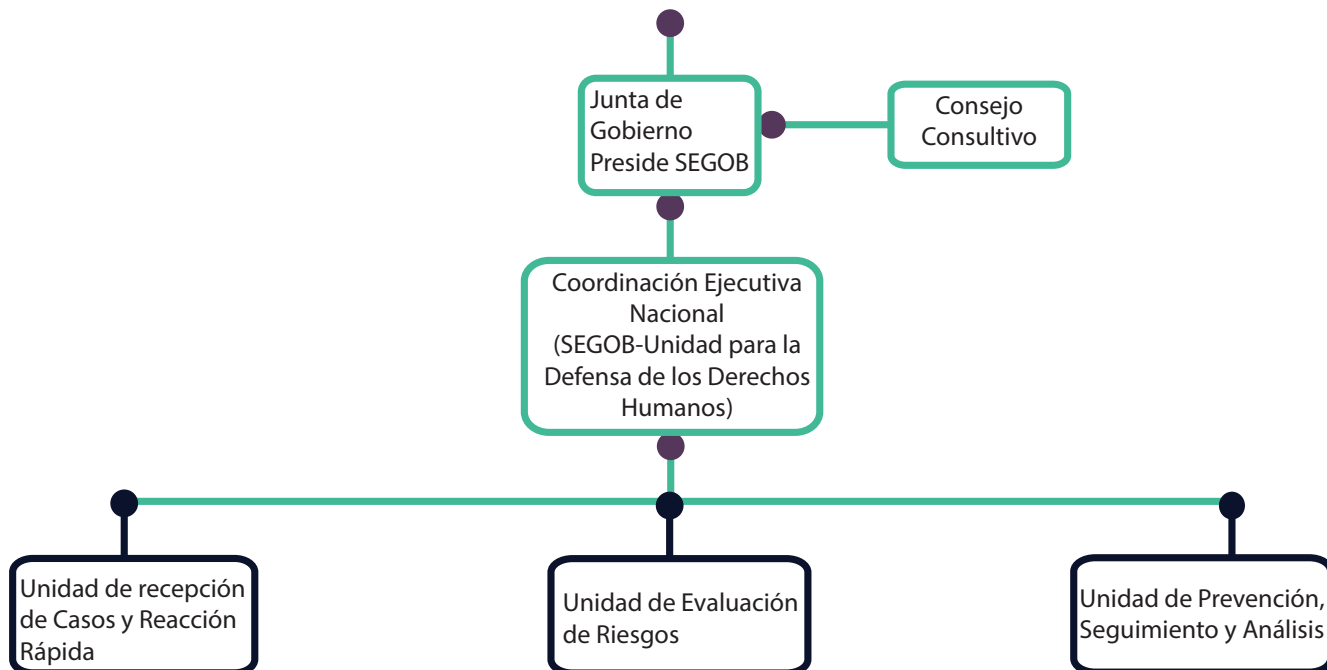 Junta de
Gobierno
Preside SEGOB
Consejo
Consultivo
Coordinación Ejecutiva
Nacional
(SEGOB-Unidad para la
Defensa de los Derechos
Humanos)
Unidad de recepción
de Casos y Reacción
Rápida
Unidad de Evaluación
de Riesgos
Unidad de Prevención,
Seguimiento y Análisis